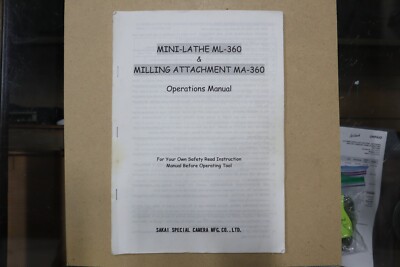 MINI-LATHE ML-360
&
MILLING ATTACHMENT MA-360
Operations Manual
For Your Own Safety Read Instruction
Manual Before Operating Tool
SAKAI SPECIAL CAMERA MFG.CO.,LTD.